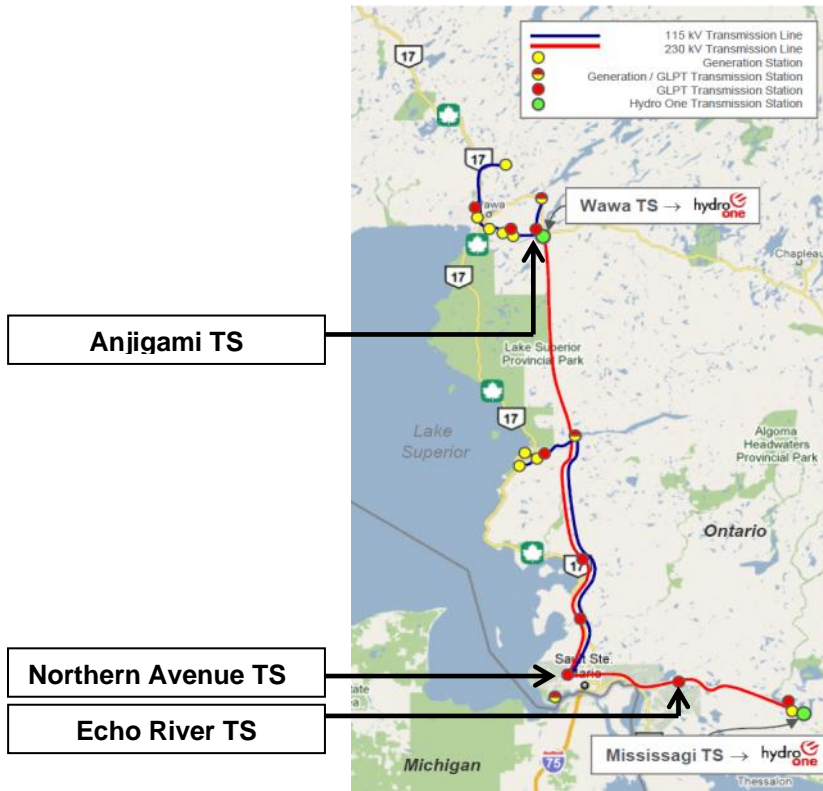 115 kV Transmission Line
230 kV Transmission Line
Generation Station
Generation / GLPT Transmission Station
GLPT Transmission Station
Hydro One Transmission Station
17
17
Wawa TS → hydro one
Chapleau
17
Anjigami TS
Lake Superior
Provincial Park
17
Lake
Superior
Algoma
Headwaters
Provincial Park
Ontario
17
Northern Avenue TS
Sault Ste.
Echo River TS
Mississagi TS → hydro one
Michigan
75
Thessalon